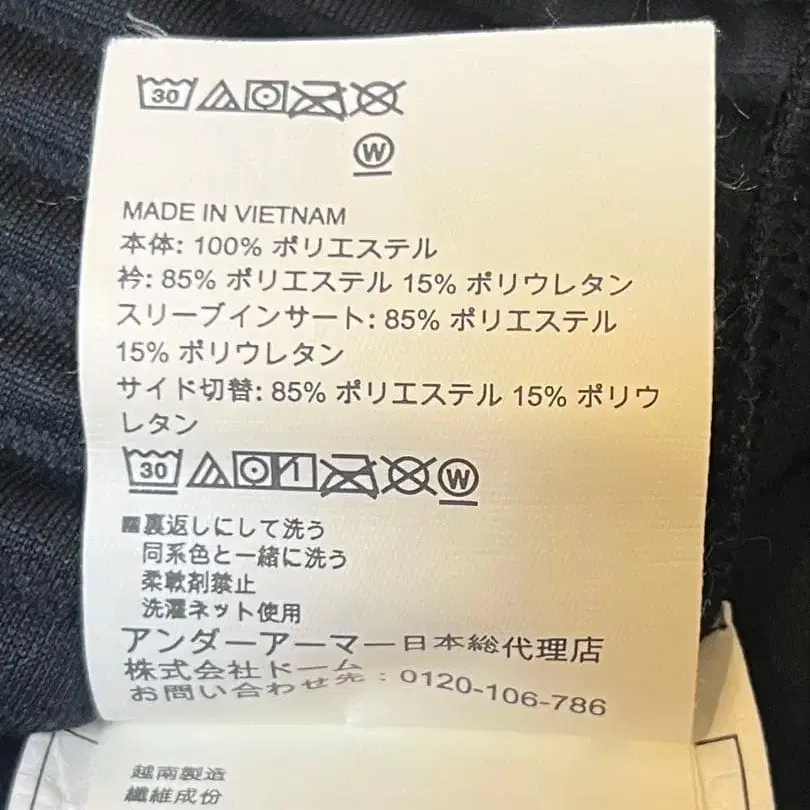 30
W
MADE IN VIETNAM
本体: 100% ポリエステル
衿: 85% ポリエステル 15% ポリウレタン
スリーブインサート: 85% ポリエステル
15% ポリウレタン
サイド切替: 85% ポリエステル 15% ポリウ
レタン
30 W
裏返しにして洗う
同系色と一緒に洗う
柔軟剤禁止
洗濯ネット使用
アンダーアーマー日本総代理店
株式会社ドーム
お問い合わせ先：0120-106-786
越南製造
纖維成份